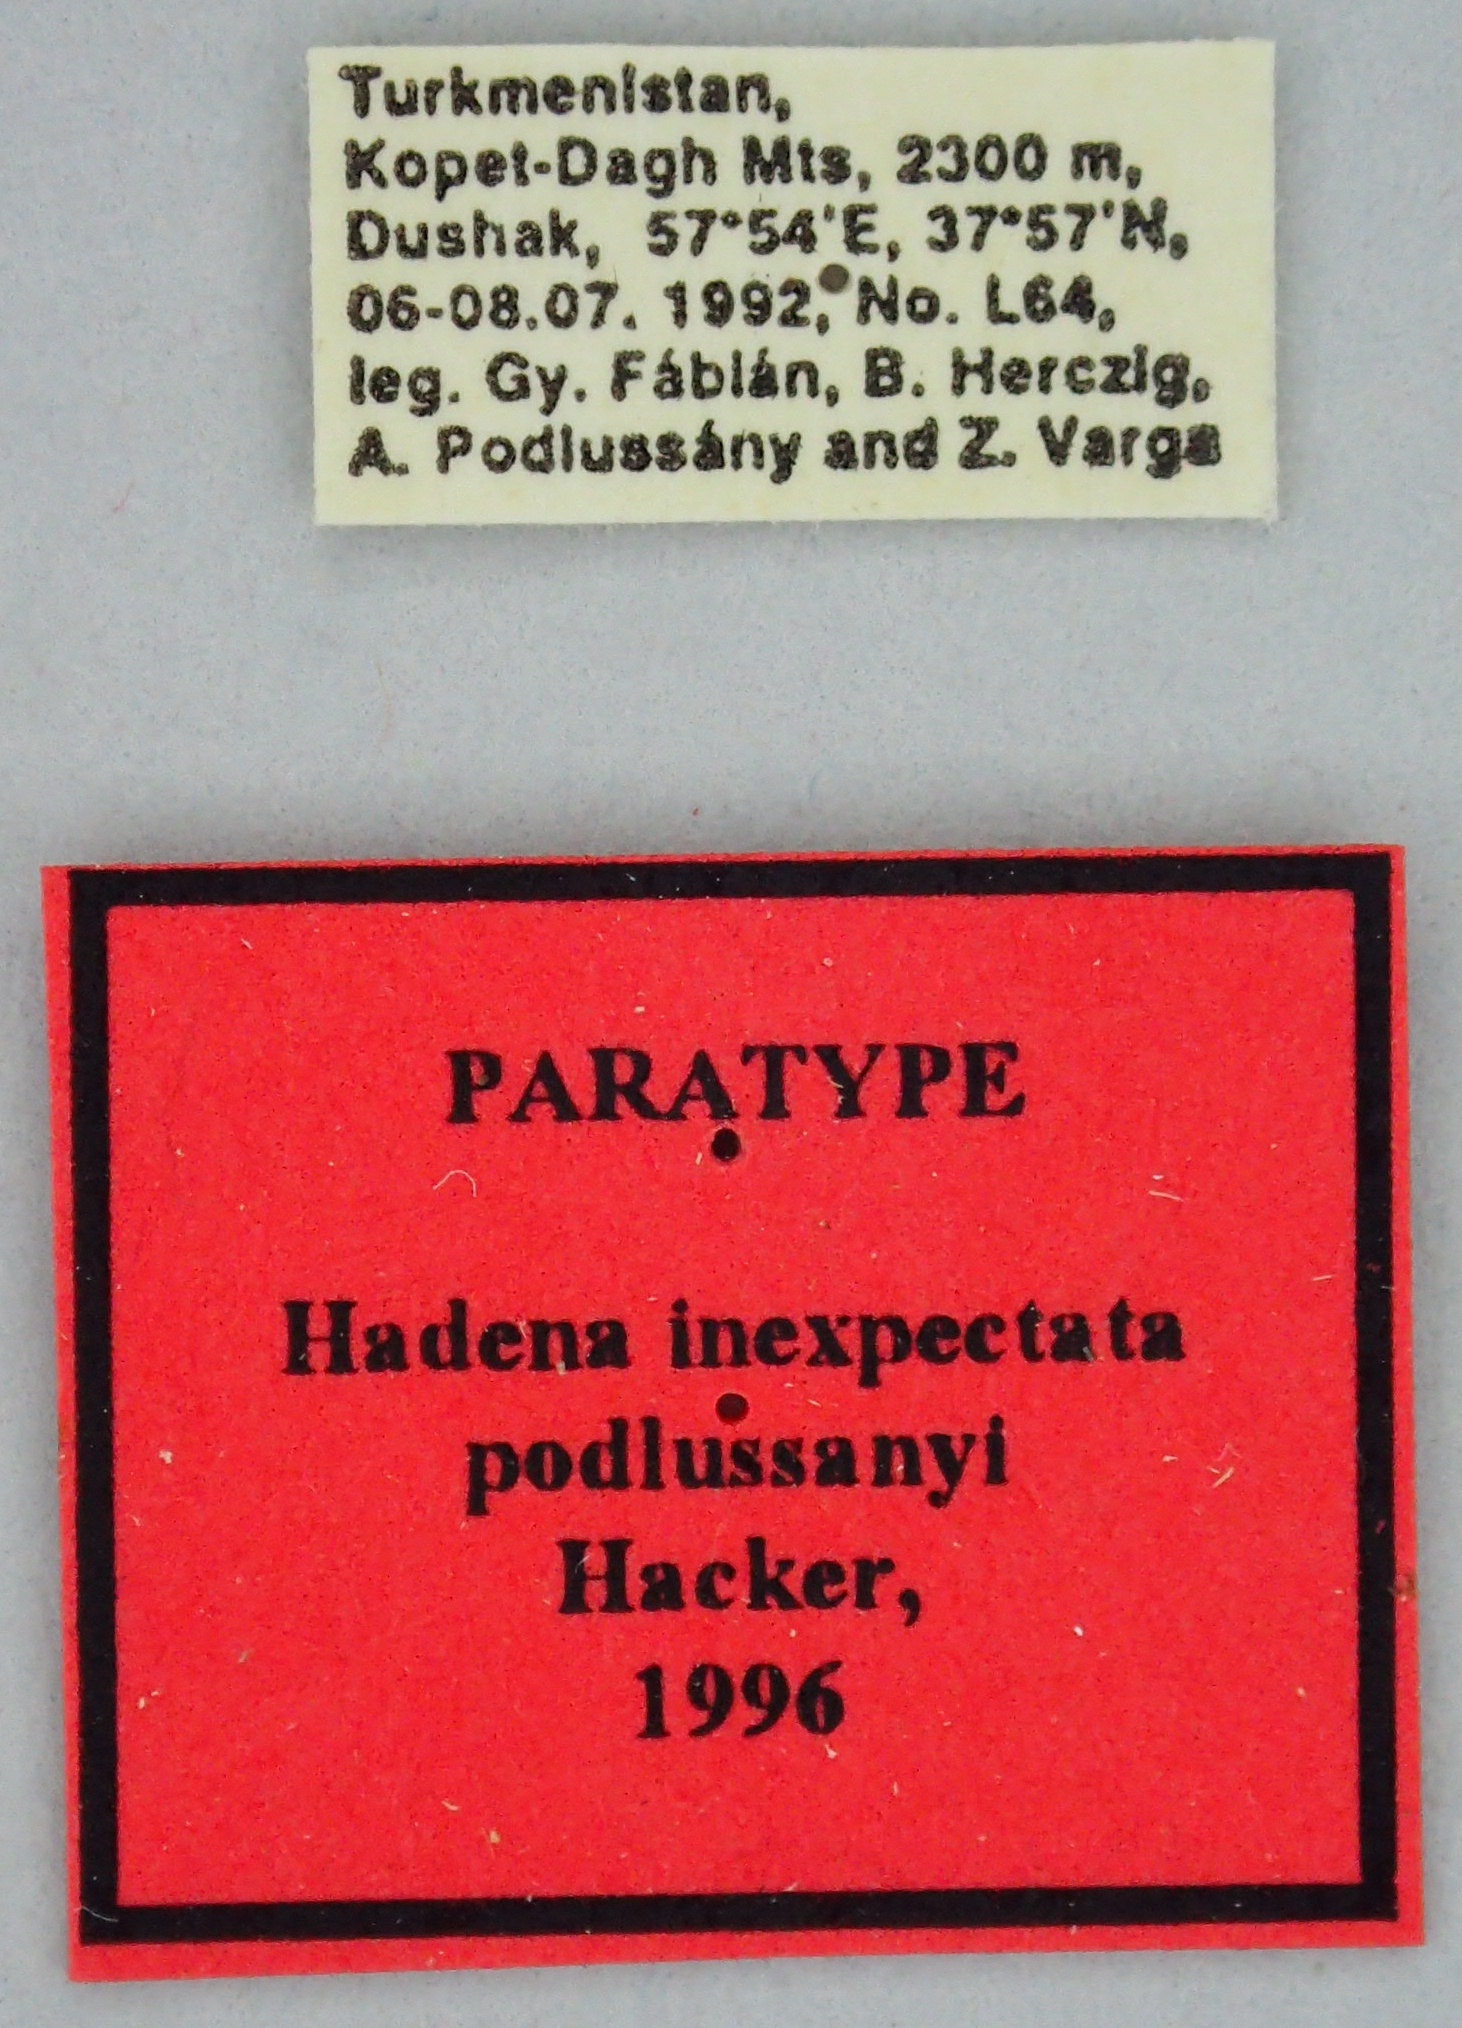 Turkmenistan,
Kopet-Dagh Mts, 2300 m,
Dushak, 57°54'E, 37°57'N,
06-08.07. 1992, No. L64,
leg. Gy. Fábián, B. Herczig,
A. Podlussány and Z. Varga
PARATYPE
Hadena inexpectata
podlussanyi
Hacker,
1996